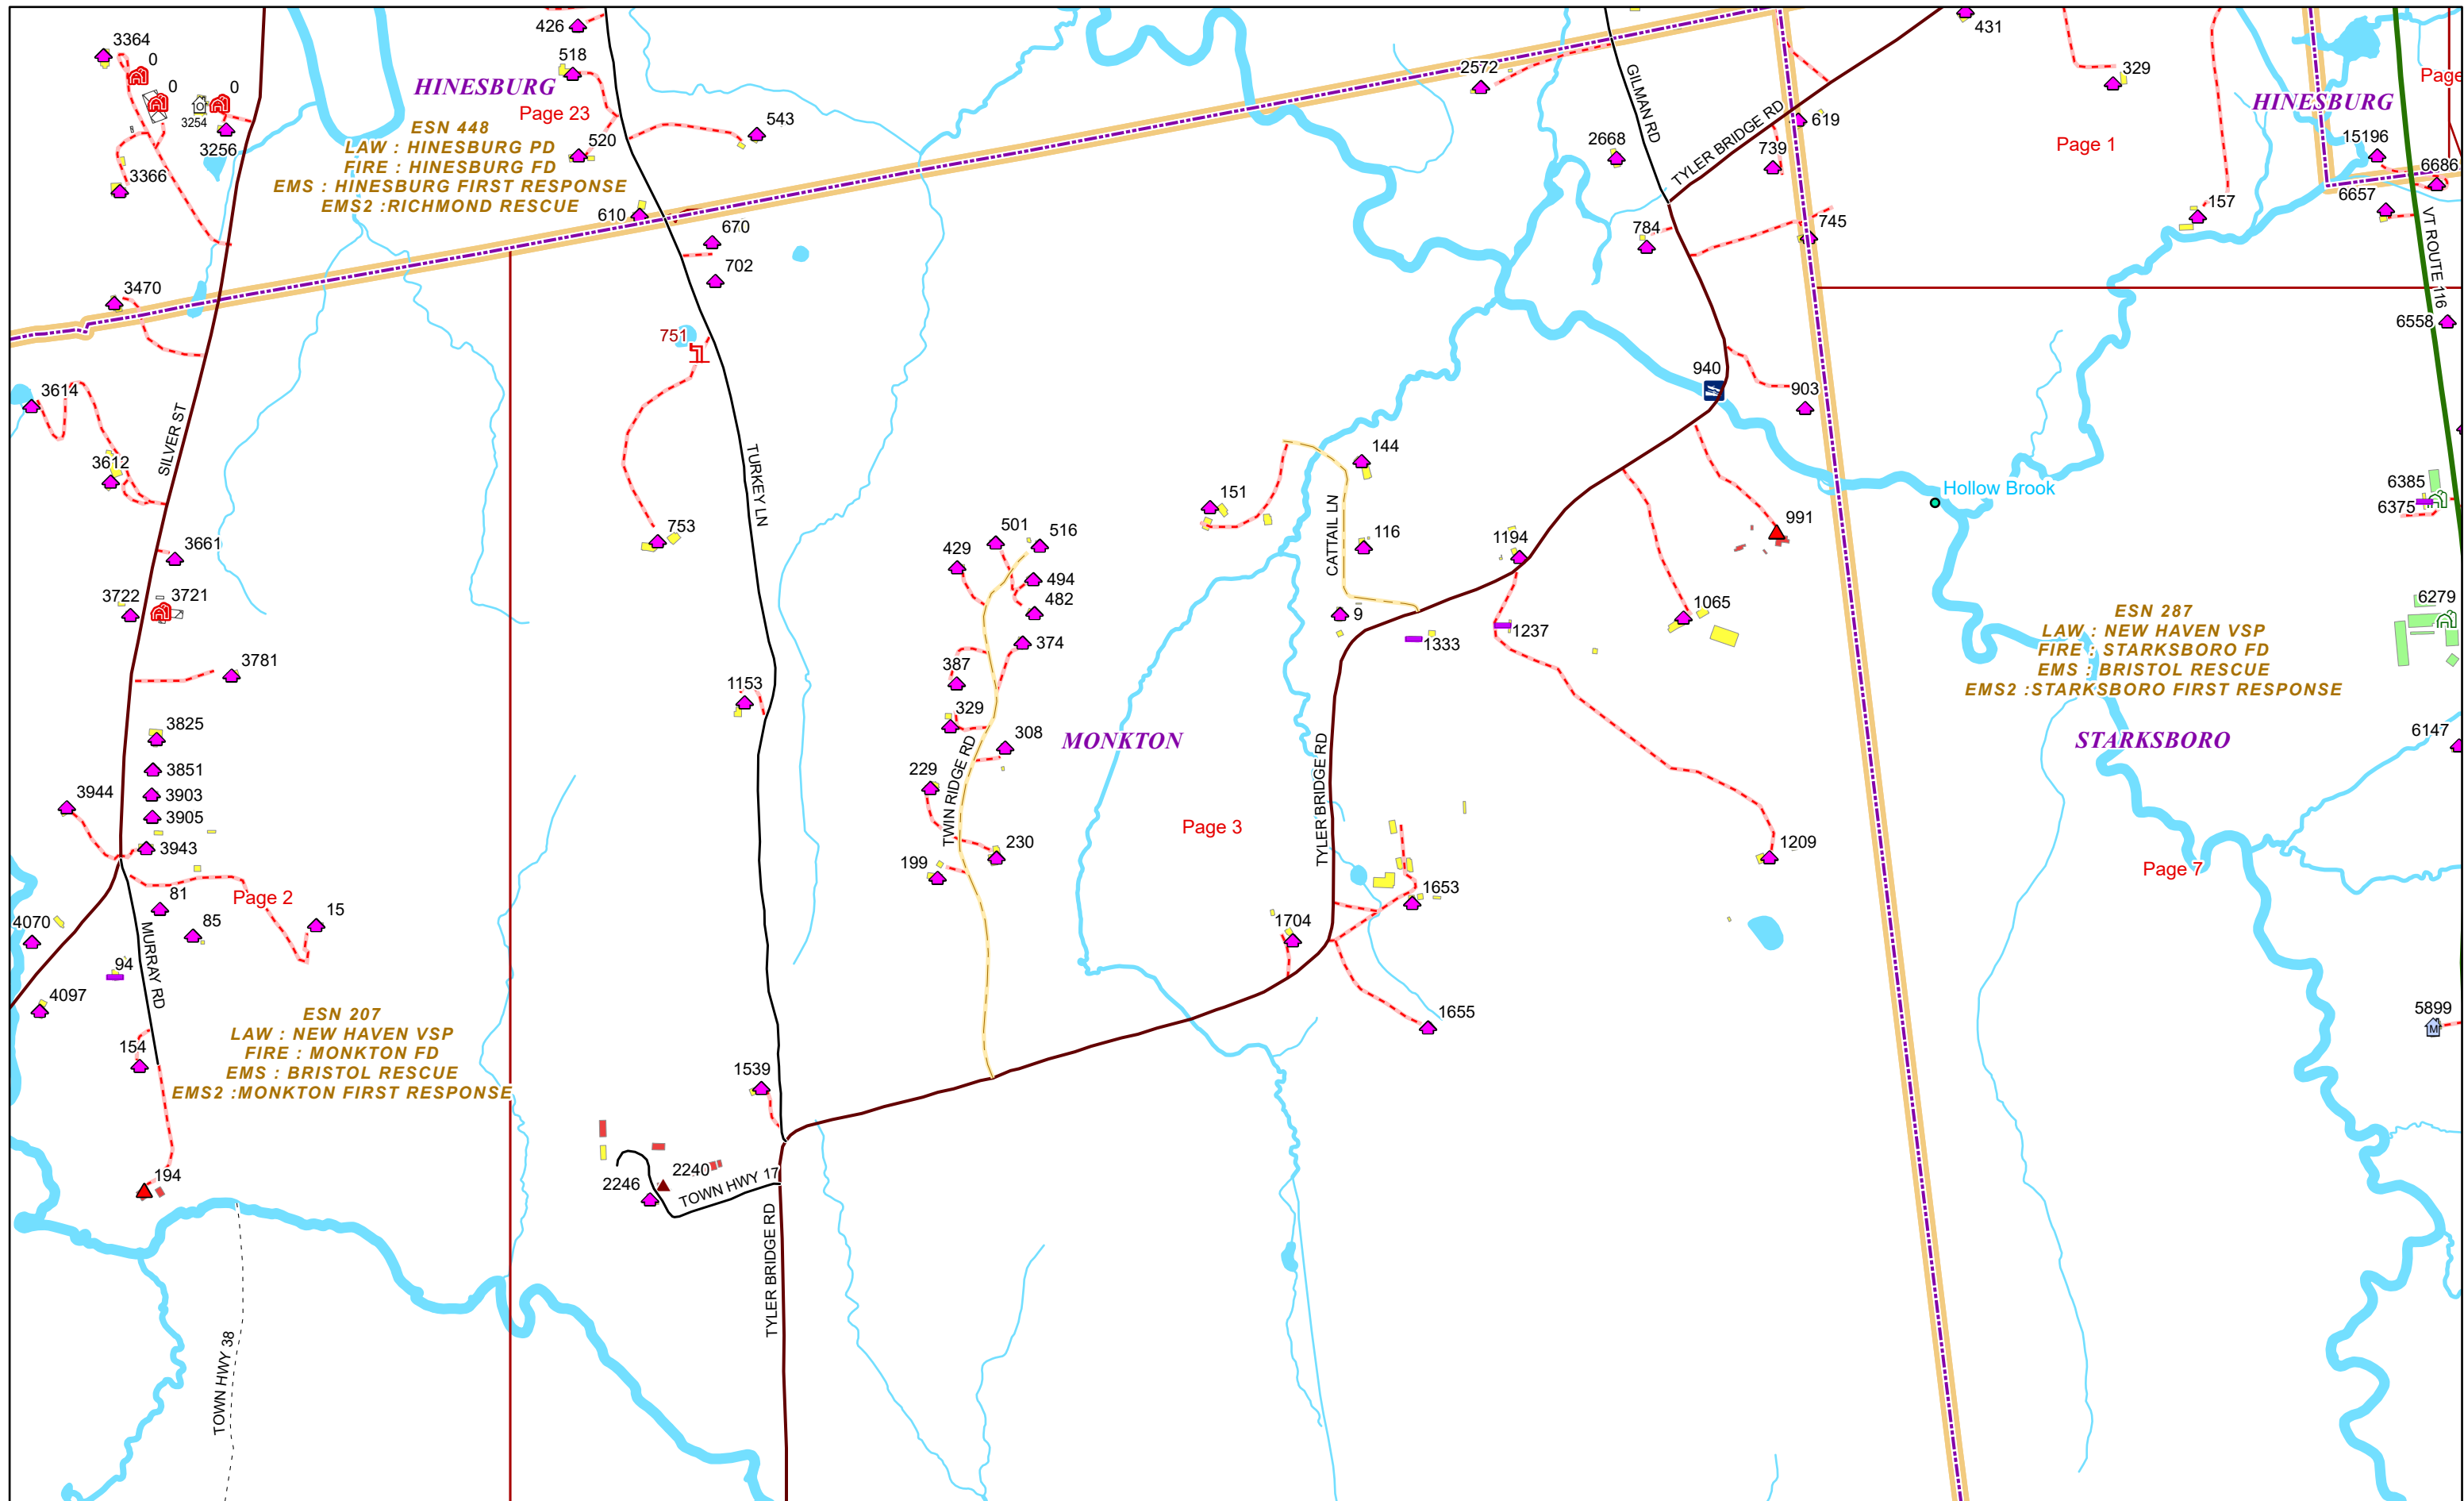 426
431
3364
0
518
HINESBURG
2572
329
Page
0
0
Page 23
GILMAN RD
TYLER BRIDGE RD
HINESBURG
3254
3256
ESN 448
LAW : HINESBURG PD
FIRE : HINESBURG FD
EMS : HINESBURG FIRST RESPONSE
EMS2 :RICHMOND RESCUE
520
543
619
Page 1
15196
3366
2668
739
6686
6657
610
670
784
745
157
VT ROUTE 116
702
3470
751
6558
940
903
3614
3612
SILVER ST
TURKEY LN
144
151
CATTAIL LN
Hollow Brook
6385
6375
753
501
516
429
116
1194
991
3661
494
482
3722
3721
9
1333
1237
1065
6279
ESN 287
LAW : NEW HAVEN VSP
FIRE : STARKSBORO FD
EMS : BRISTOL RESCUE
EMS2 :STARKSBORO FIRST RESPONSE
374
387
3781
1153
329
308
MONKTON
STARKSBORO
6147
3825
3851
3903
3905
3944
3943
229
TWIN RIDGE RD
TYLER BRIDGE RD
Page 3
230
199
1209
Page 7
81
Page 2
15
85
4070
MURRAY RD
94
1653
1704
4097
ESN 207
LAW : NEW HAVEN VSP
FIRE : MONKTON FD
EMS : BRISTOL RESCUE
EMS2 :MONKTON FIRST RESPONSE
154
1655
5899
1539
194
2240
2246
TOWN HWY 17
TYLER BRIDGE RD
TOWN HWY 38
M